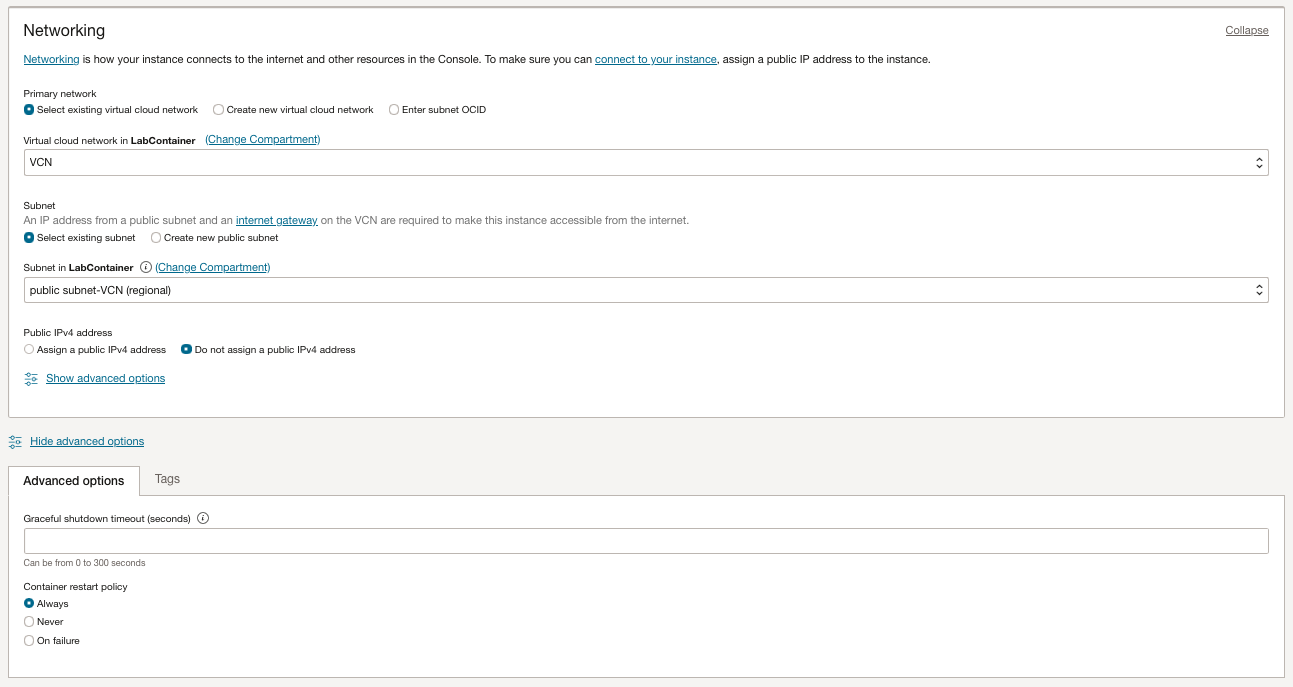 Networking
Collapse
Networking is how your instance connects to the internet and other resources in the Console. To make sure you can connect to your instance, assign a public IP address to the instance.
Primary network
Select existing virtual cloud network Create new virtual cloud network Enter subnet OCID
Virtual cloud network in LabContainer (Change Compartment)
VCN
Subnet
An IP address from a public subnet and an internet gateway on the VCN are required to make this instance accessible from the internet.
Select existing subnet Create new public subnet
Subnet in LabContainer i (Change Compartment)
public subnet-VCN (regional)
Public IPv4 address
Assign a public IPv4 address Do not assign a public IPv4 address
Show advanced options
Hide advanced options
Advanced options Tags
Graceful shutdown timeout (seconds) i
Can be from 0 to 300 seconds
Container restart policy
Always
Never
On failure